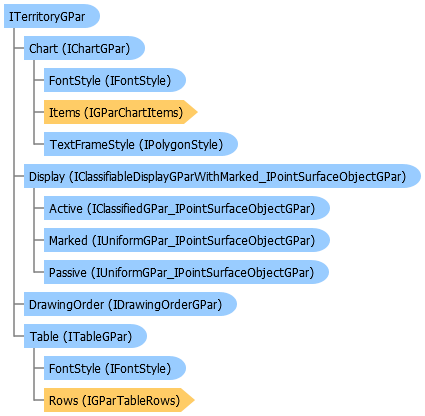 ITerritoryGPar
Chart (IChartGPar)
FontStyle (IFontStyle)
Items (IGParChartItems)
TextFrameStyle (IPolygonStyle)
Display (IClassifiableDisplayGParWithMarked_IPointSurfaceObjectGPar)
Active (IClassifiedGPar_IPointSurfaceObjectGPar)
Marked (IUniformGPar_IPointSurfaceObjectGPar)
Passive (IUniformGPar_IPointSurfaceObjectGPar)
DrawingOrder (IDrawingOrderGPar)
Table (ITableGPar)
FontStyle (IFontStyle)
Rows (IGParTableRows)